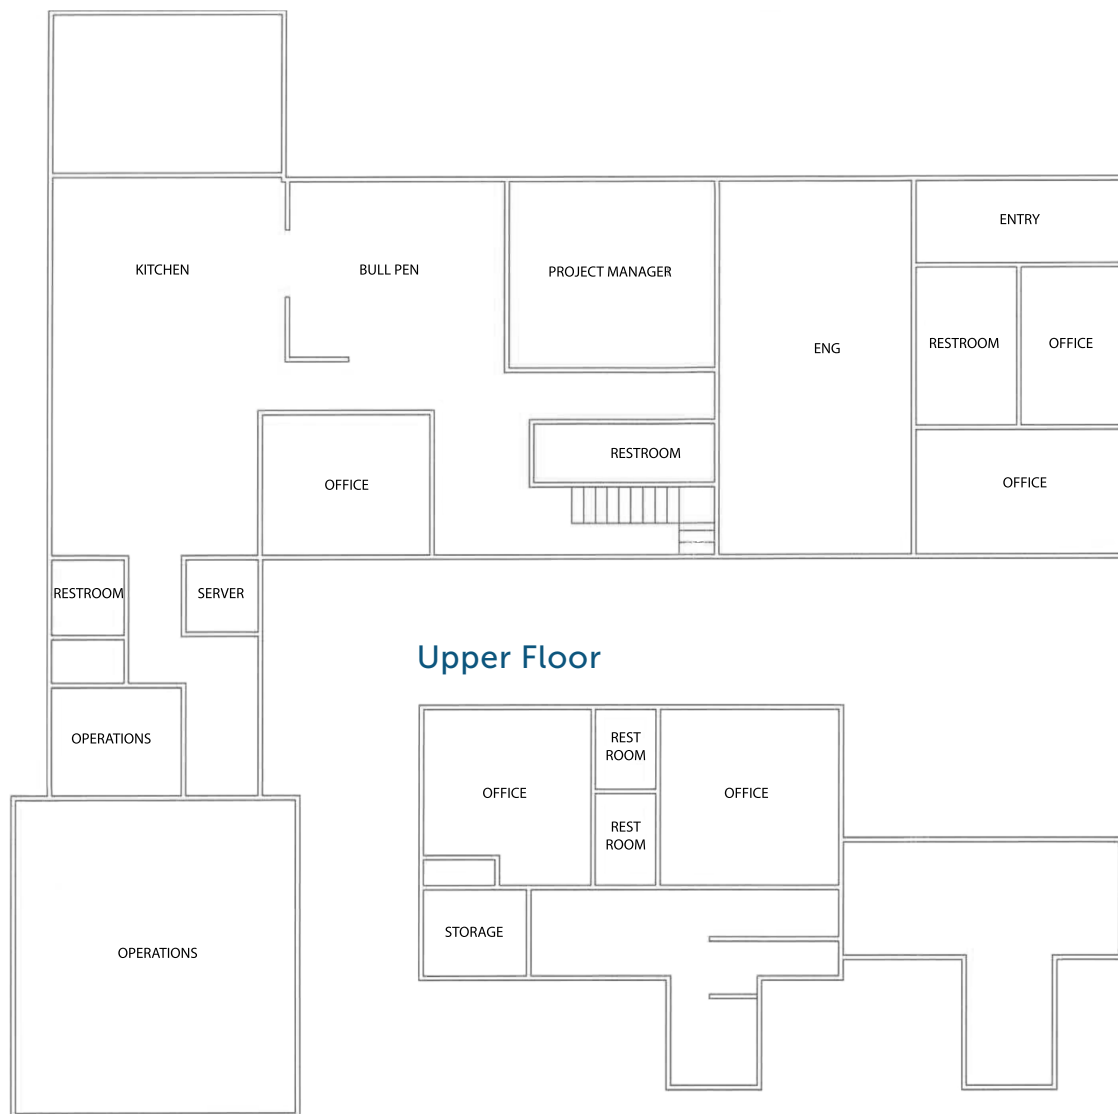 ENTRY
KITCHEN
BULL PEN
PROJECT MANAGER
ENG
RESTROOM
OFFICE
RESTROOM
OFFICE
OFFICE
RESTROOM
SERVER
Upper Floor
OPERATIONS
REST
ROOM
OFFICE
OFFICE
REST
ROOM
STORAGE
OPERATIONS